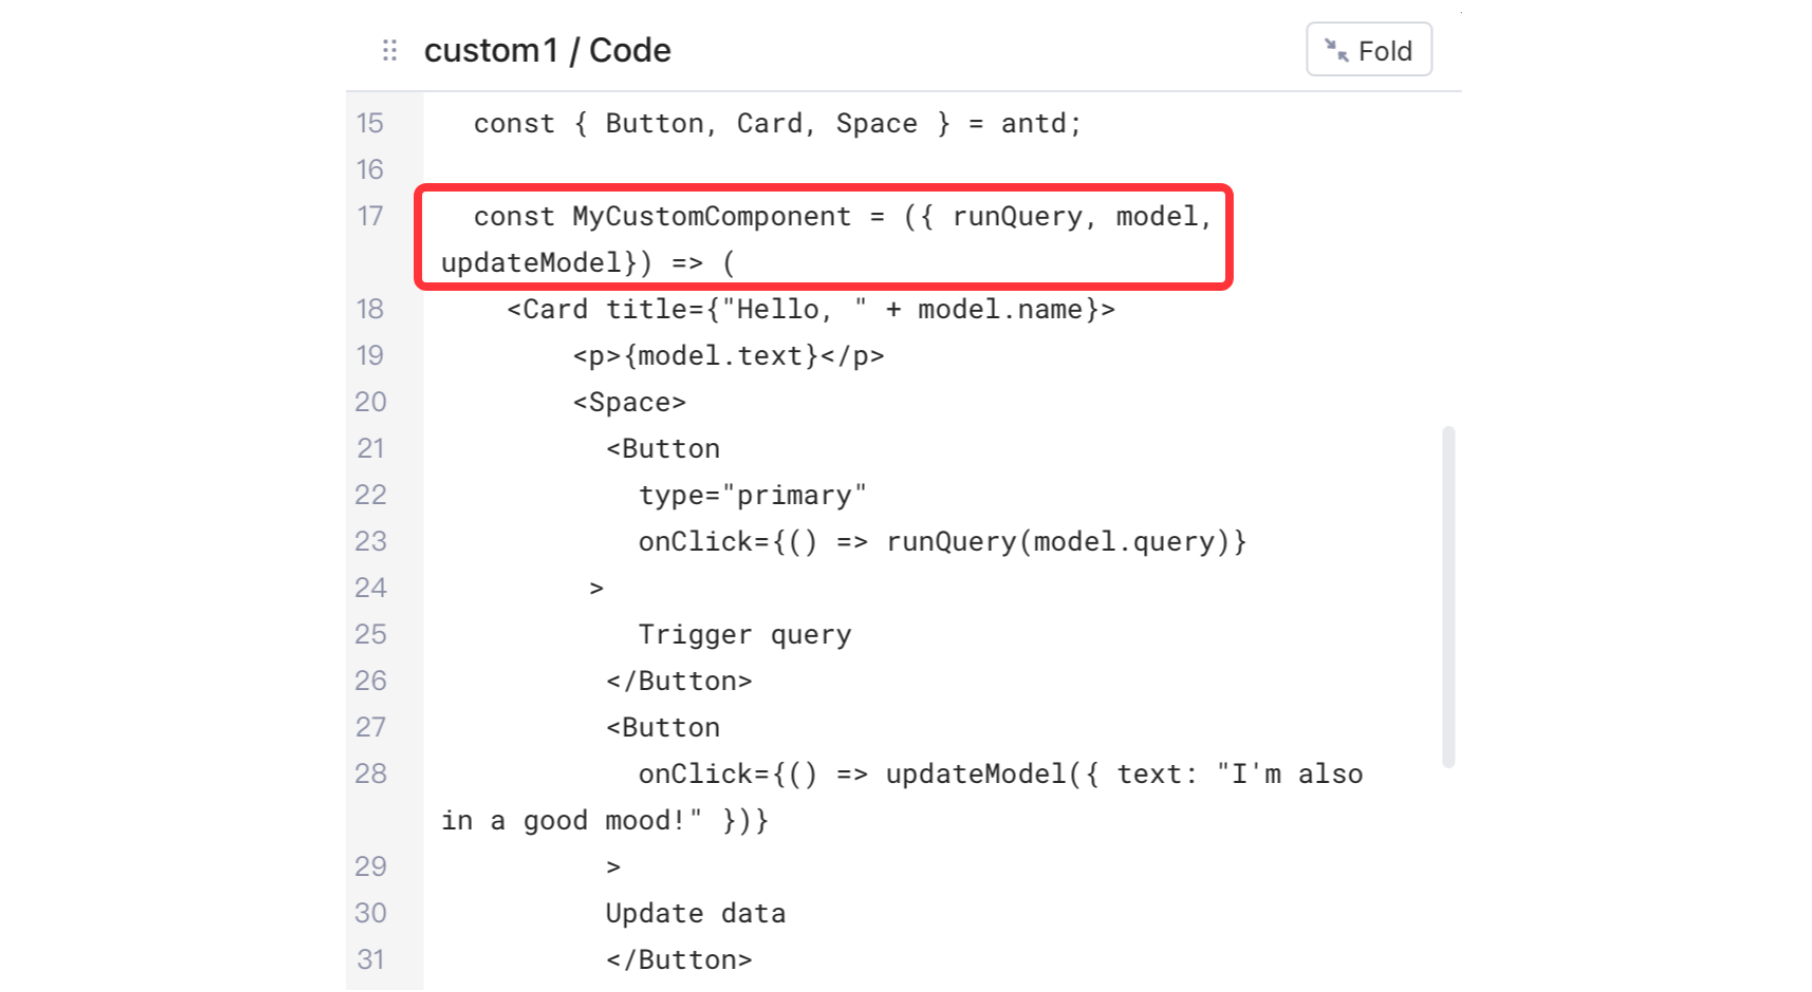 custom1 / Code
Fold
15 const { Button, Card, Space } = antd;
16
17 const MyCustomComponent = ({ runQuery, model,
updateModel}) => (
18 <Card title={"Hello, " + model.name}>
19 <p>{model.text}</p>
20 <Space>
21 <Button
22 type="primary"
23 onClick={() => runQuery(model.query)}
24 >
25 Trigger query
26 </Button>
27 <Button
28 onClick={() => updateModel({ text: "I'm also
in a good mood!" })}
29 >
30 Update data
31 </Button>